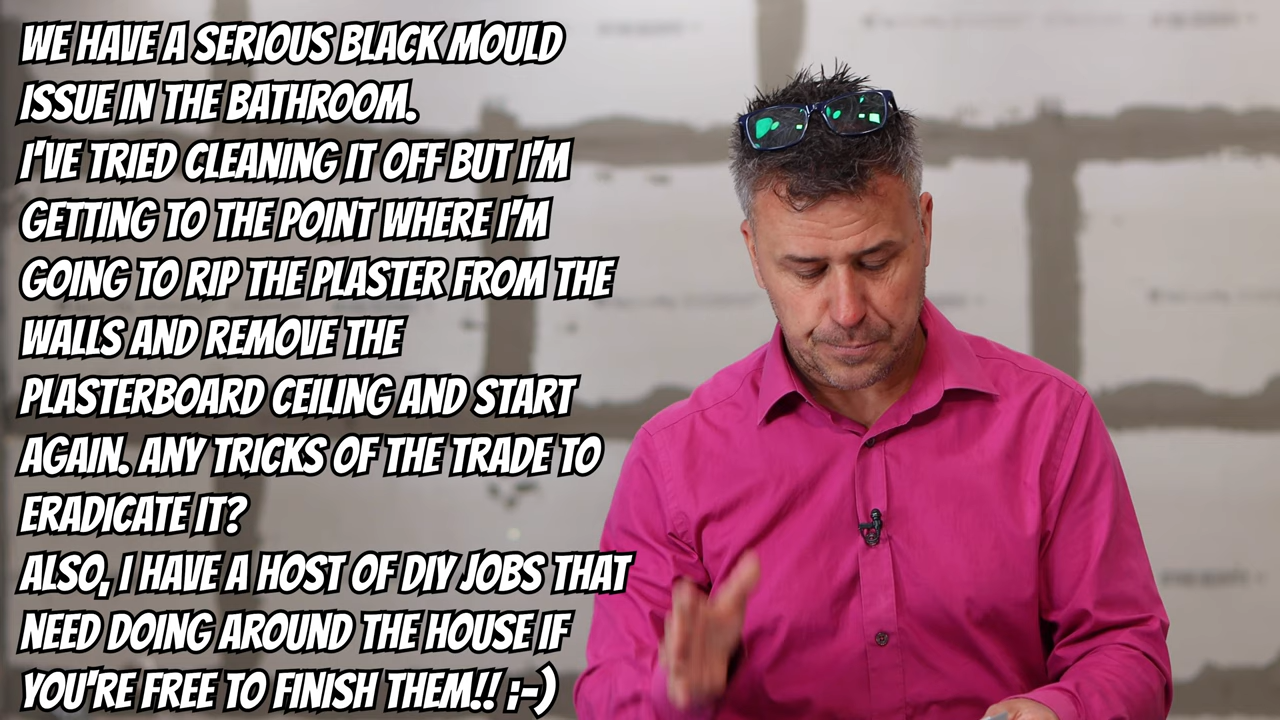 WE HAVE A SERIOUS BLACK MOULD
ISSUE IN THE BATHROOM.
I'VE TRIED CLEANING IT OFF BUT I'M
GETTING TO THE POINT WHERE I'M
GOING TO RIP THE PLASTER FROM THE
WALLS AND REMOVE THE
PLASTERBOARD CEILING AND START
AGAIN. ANY TRICKS OF THE TRADE TO
ERADICATE IT?
ALSO, I HAVE A HOST OF DIY JOBS THAT
NEED DOING AROUND THE HOUSE IF
YOU'RE FREE TO FINISH THEM!! ;-)